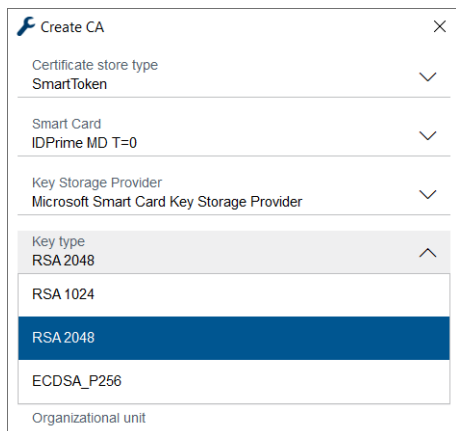 Create CA
Certificate store type
SmartToken
Smart Card
IDPrime MD T=0
Key Storage Provider
Microsoft Smart Card Key Storage Provider
Key type
RSA 2048
RSA 1024
RSA 2048
ECDSA_P256
Organizational unit